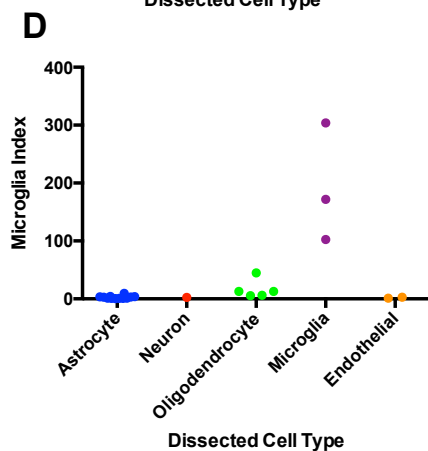 Dissected Cell Type
D
400
300
200
100
0
Microglia Index
Astrocyte
Neuron
Oligodendrocyte
Microglia
Endothelial
Dissected Cell Type